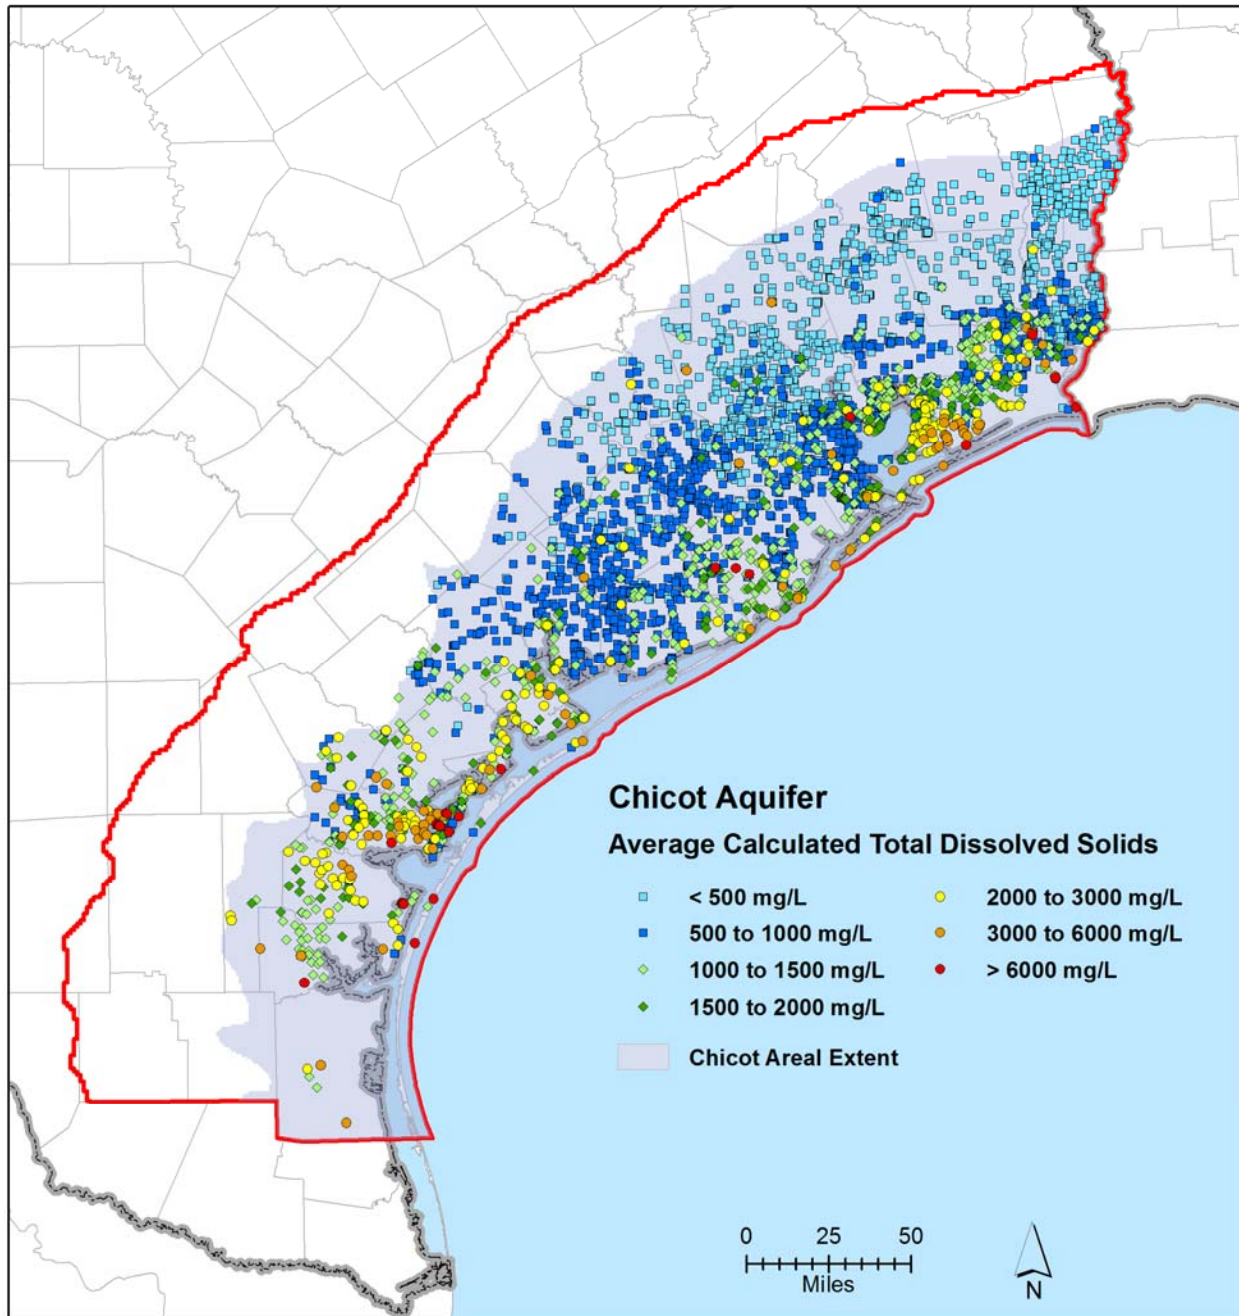 Chicot Aquifer
Average Calculated Total Dissolved Solids
< 500 mg/L
500 to 1000 mg/L
1000 to 1500 mg/L
1500 to 2000 mg/L
2000 to 3000 mg/L
3000 to 6000 mg/L
> 6000 mg/L
Chicot Areal Extent
0 25 50
Miles
N